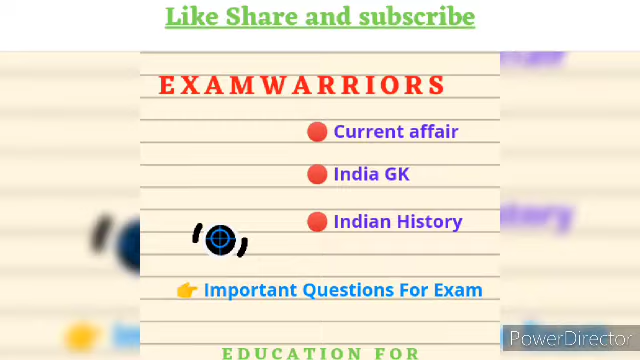 Like Share and subscribe
EXAMWARRIORS
Current affair
India GK
Indian History
Important Questions For Exam
EDUCATION FOR
PowerDirector